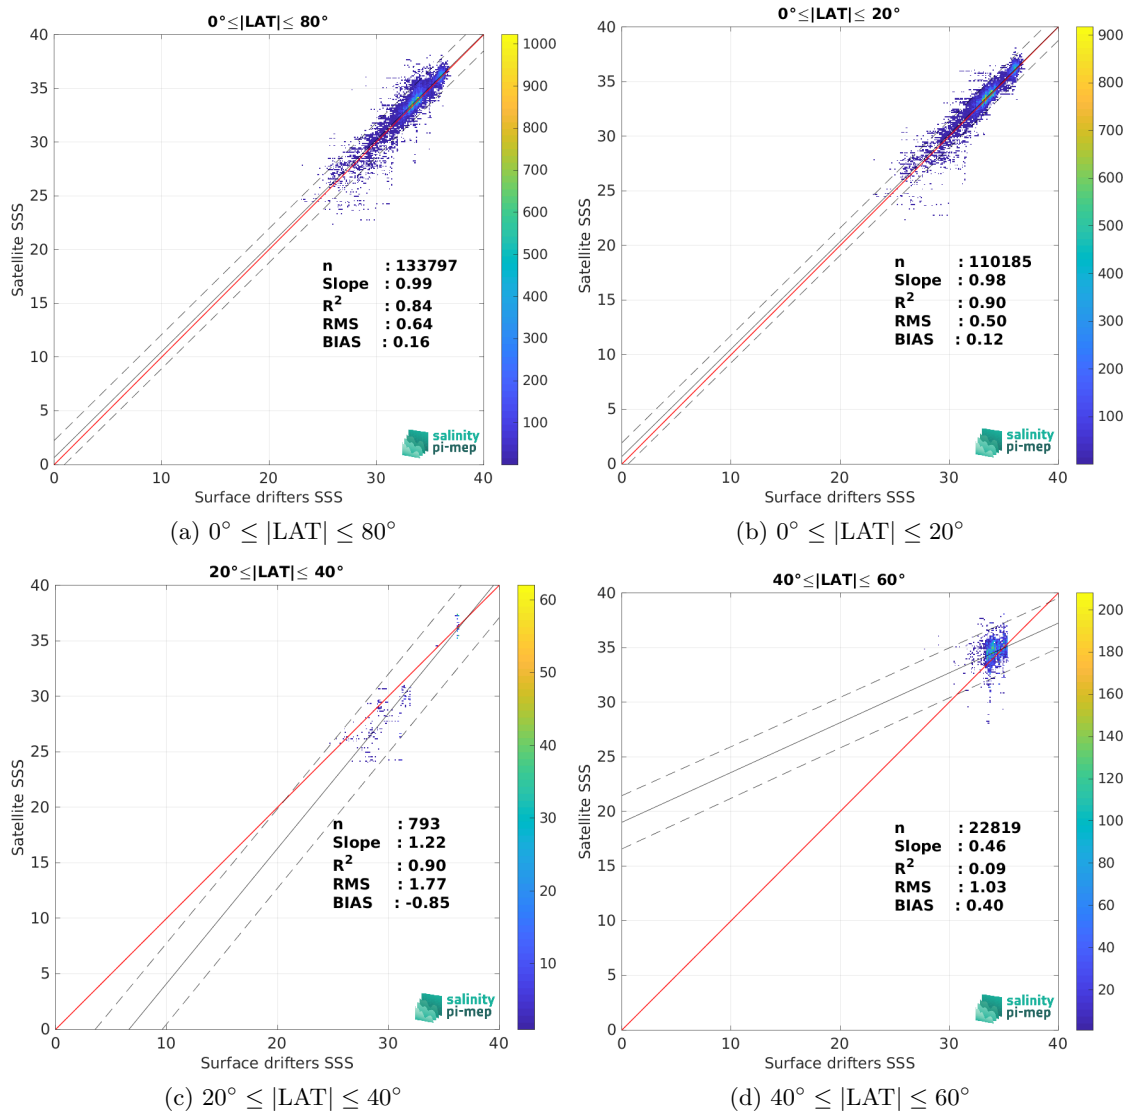 0°≤|LAT|≤ 80°
40
35
30
25
20
15
10
5
0
Satellite SSS
0
10
20
30
40
Surface drifters SSS
n : 133797
Slope : 0.99
R² : 0.84
RMS : 0.64
BIAS : 0.16
salinity
pi-mep
1000
900
800
700
600
500
400
300
200
100
(a) 0° ≤ |LAT| ≤ 80°
0°≤|LAT|≤ 20°
40
35
30
25
20
15
10
5
0
Satellite SSS
0
10
20
30
40
Surface drifters SSS
n : 110185
Slope : 0.98
R² : 0.90
RMS : 0.50
BIAS : 0.12
salinity
pi-mep
900
800
700
600
500
400
300
200
100
(b) 0° ≤ |LAT| ≤ 20°
20°≤|LAT|≤ 40°
40
35
30
25
20
15
10
5
0
Satellite SSS
0
10
20
30
40
Surface drifters SSS
n : 793
Slope : 1.22
R² : 0.90
RMS : 1.77
BIAS : -0.85
salinity
pi-mep
60
50
40
30
20
10
(c) 20° ≤ |LAT| ≤ 40°
40°≤|LAT|≤ 60°
40
35
30
25
20
15
10
5
0
Satellite SSS
0
10
20
30
40
Surface drifters SSS
n : 22819
Slope : 0.46
R² : 0.09
RMS : 1.03
BIAS : 0.40
salinity
pi-mep
200
180
160
140
120
100
80
60
40
20
(d) 40° ≤ |LAT| ≤ 60°